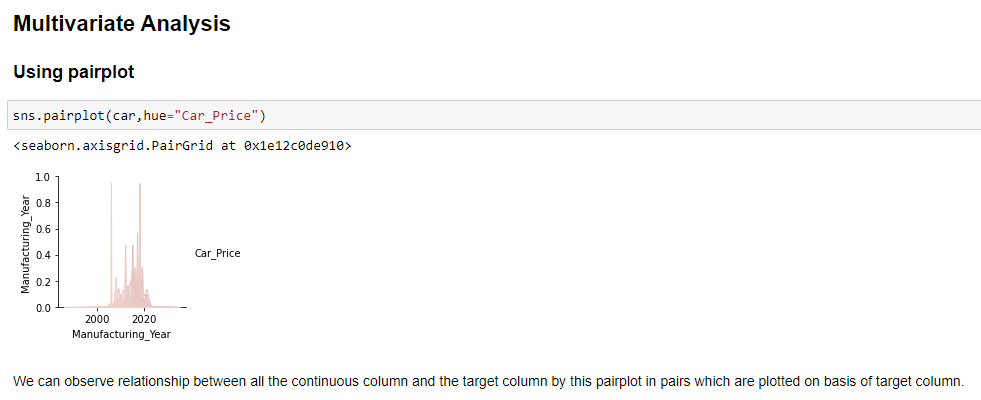 Multivariate Analysis
Using pairplot
sns.pairplot(car,hue="Car_Price")
<seaborn.axisgrid.PairGrid at 0x1e12c0de910>
1.0
0.8
0.6
0.4
0.2
0.0
Manufacturing_Year
Car_Price
2000 2020
Manufacturing_Year
We can observe relationship between all the continuous column and the target column by this pairplot in pairs which are plotted on basis of target column.